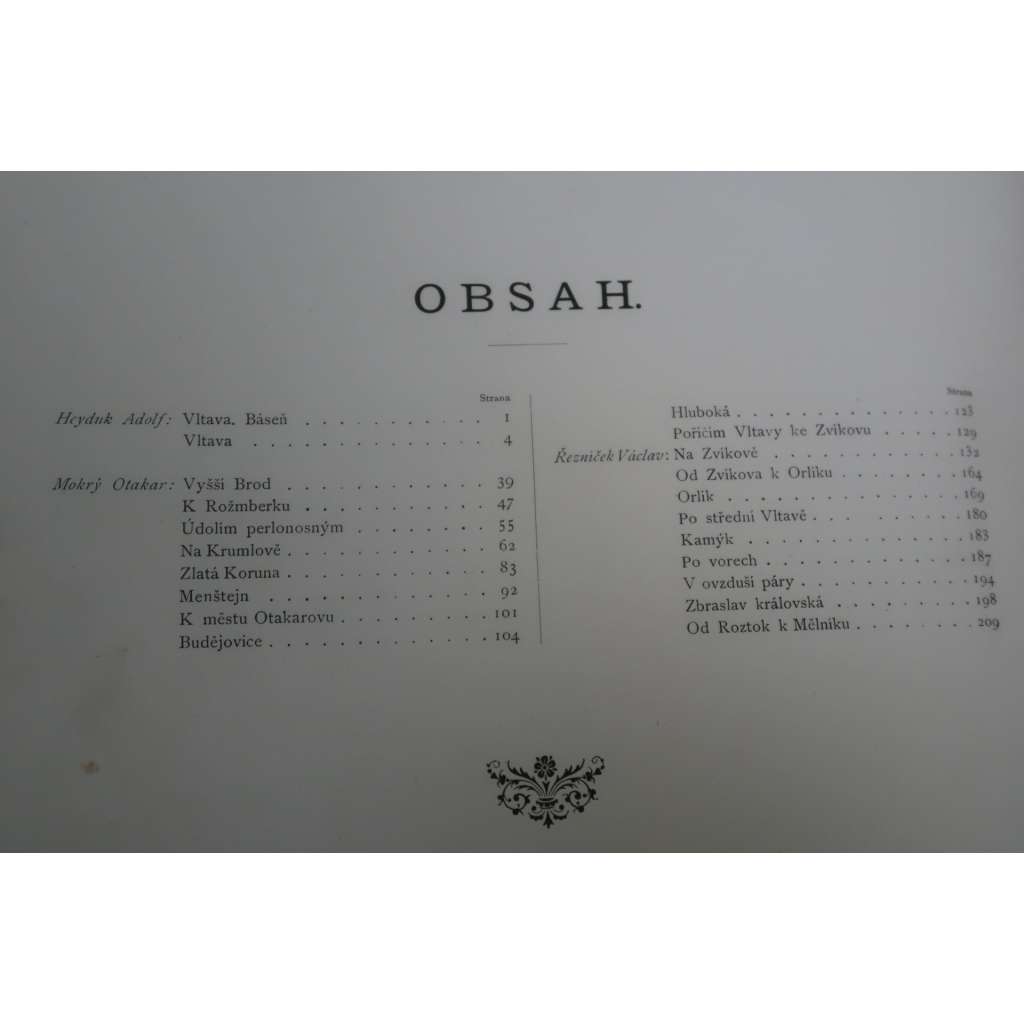 OBSAH.
Strana
Heyduk Adolf: Vltava. Báseň . . . . . . . . . . . 1
Vltava . . . . . . . . . . . . . 4
Mokrý Otakar: Vyšší Brod . . . . . . . . . . . . 39
K Rožmberku . . . . . . . . . . . 47
Údolím perlonosným . . . . . . . . 55
Na Krumlově . . . . . . . . . . . . 62
Zlatá Koruna . . . . . . . . . . . . 83
Menštejn . . . . . . . . . . . . . 92
K městu Otakarovu . . . . . . . . . 101
Budějovice . . . . . . . . . . . . . 104
Strana
Hluboká . . . . . . . . . . . . . 123
Poříčím Vltavy ke Zvíkovu . . . . . 129
Řezníček Václav: Na Zvíkově . . . . . . . . . . . 132
Od Zvíkova k Orlíku . . . . . . . . 164
Orlík . . . . . . . . . . . . . . 169
Po střední Vltavě . . . . . . . . . 180
Kamýk . . . . . . . . . . . . . 183
Po vorech . . . . . . . . . . . . 187
V ovzduší páry . . . . . . . . . . 194
Zbraslav královská . . . . . . . . 198
Od Roztok k Mělníku . . . . . . . . 209